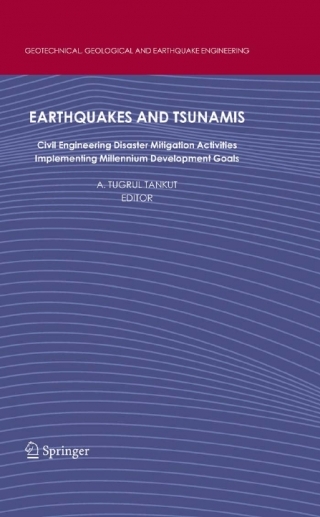 GEOTECHNICAL, GEOLOGICAL AND EARTHQUAKE ENGINEERING
EARTHQUAKES AND TSUNAMIS
Civil Engineering Disaster Mitigation Activities
Implementing Millennium Development Goals
A. TUGRUL TANKUT
EDITOR
Springer